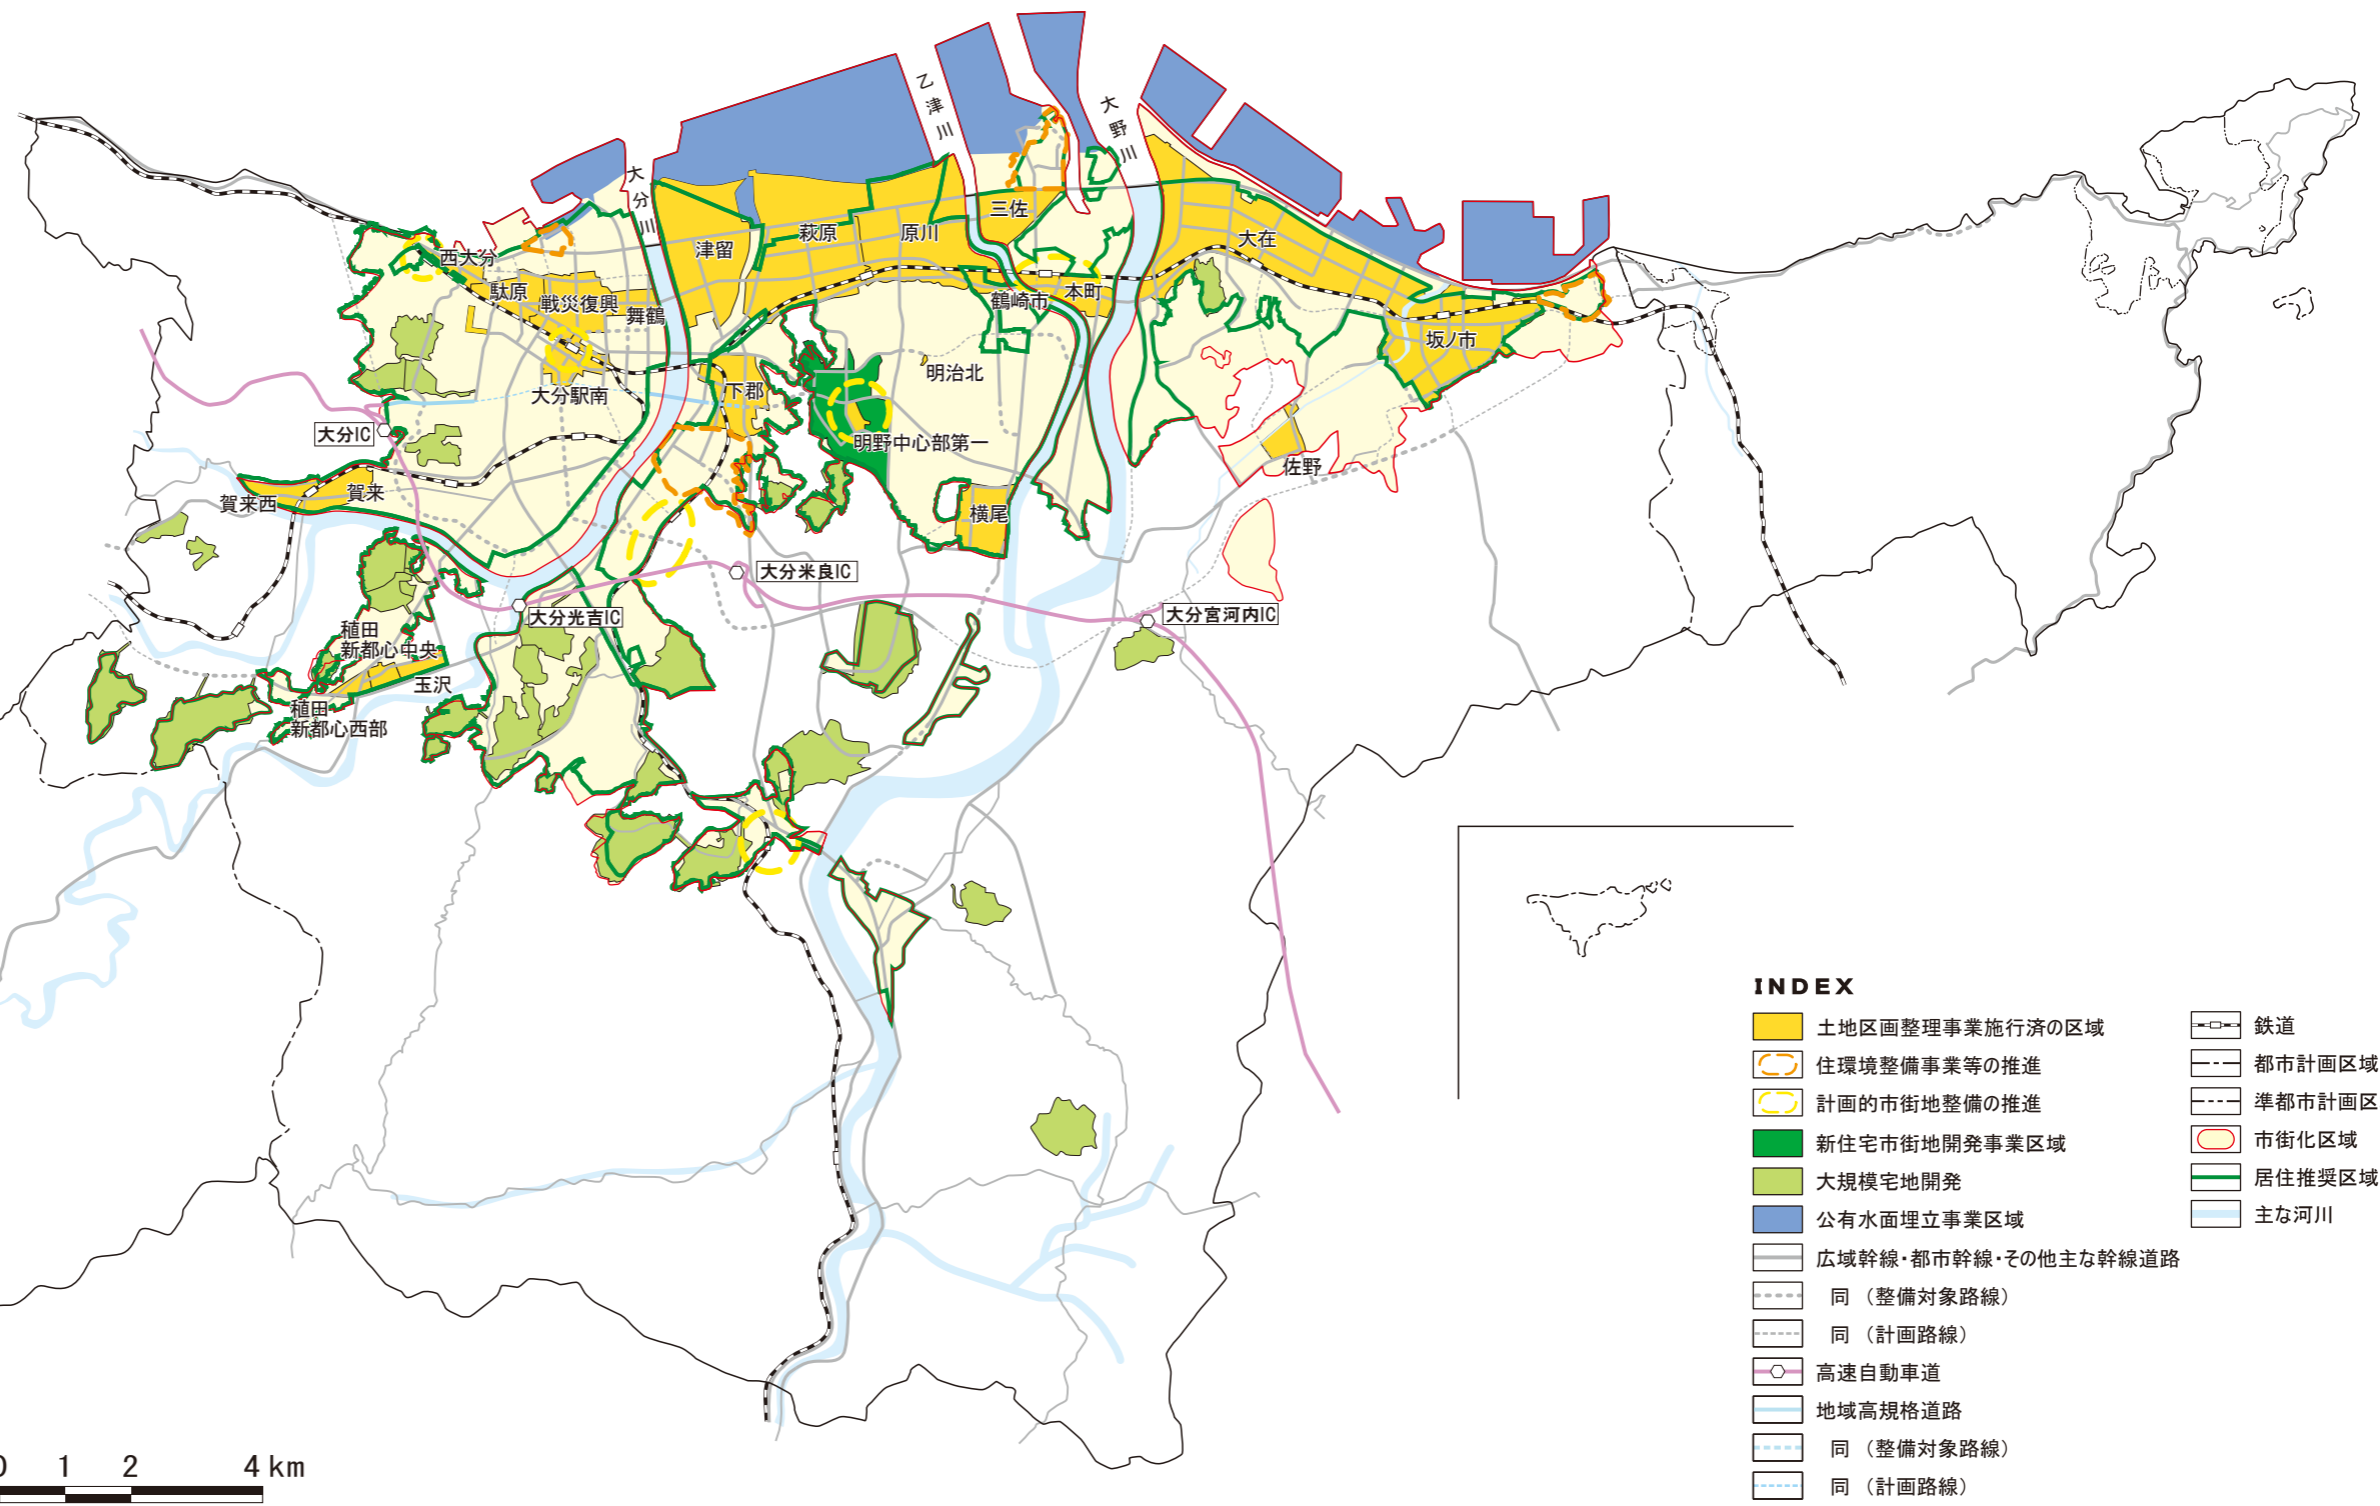 乙津川
大野川
大分川
西大分
駄原
戦災復興
舞鶴
津留
萩原
原川
三佐
大在
鶴崎市
本町
坂ノ市
明治北
下郡
大分駅南
明野中心部第一
大分IC
賀来西
賀来
横尾
佐野
大分米良IC
大分光吉IC
大分宮河内IC
稙田
新都心中央
玉沢
稙田
新都心西部
INDEX
土地区画整理事業施行済の区域
住環境整備事業等の推進
計画的市街地整備の推進
新住宅市街地開発事業区域
大規模宅地開発
公有水面埋立事業区域
広域幹線・都市幹線・その他主な幹線道路
同 （整備対象路線）
同 （計画路線）
高速自動車道
地域高規格道路
同 （整備対象路線）
同 （計画路線）
鉄道
都市計画区域
準都市計画区
市街化区域
居住推奨区域
主な河川
0 1 2 4 km